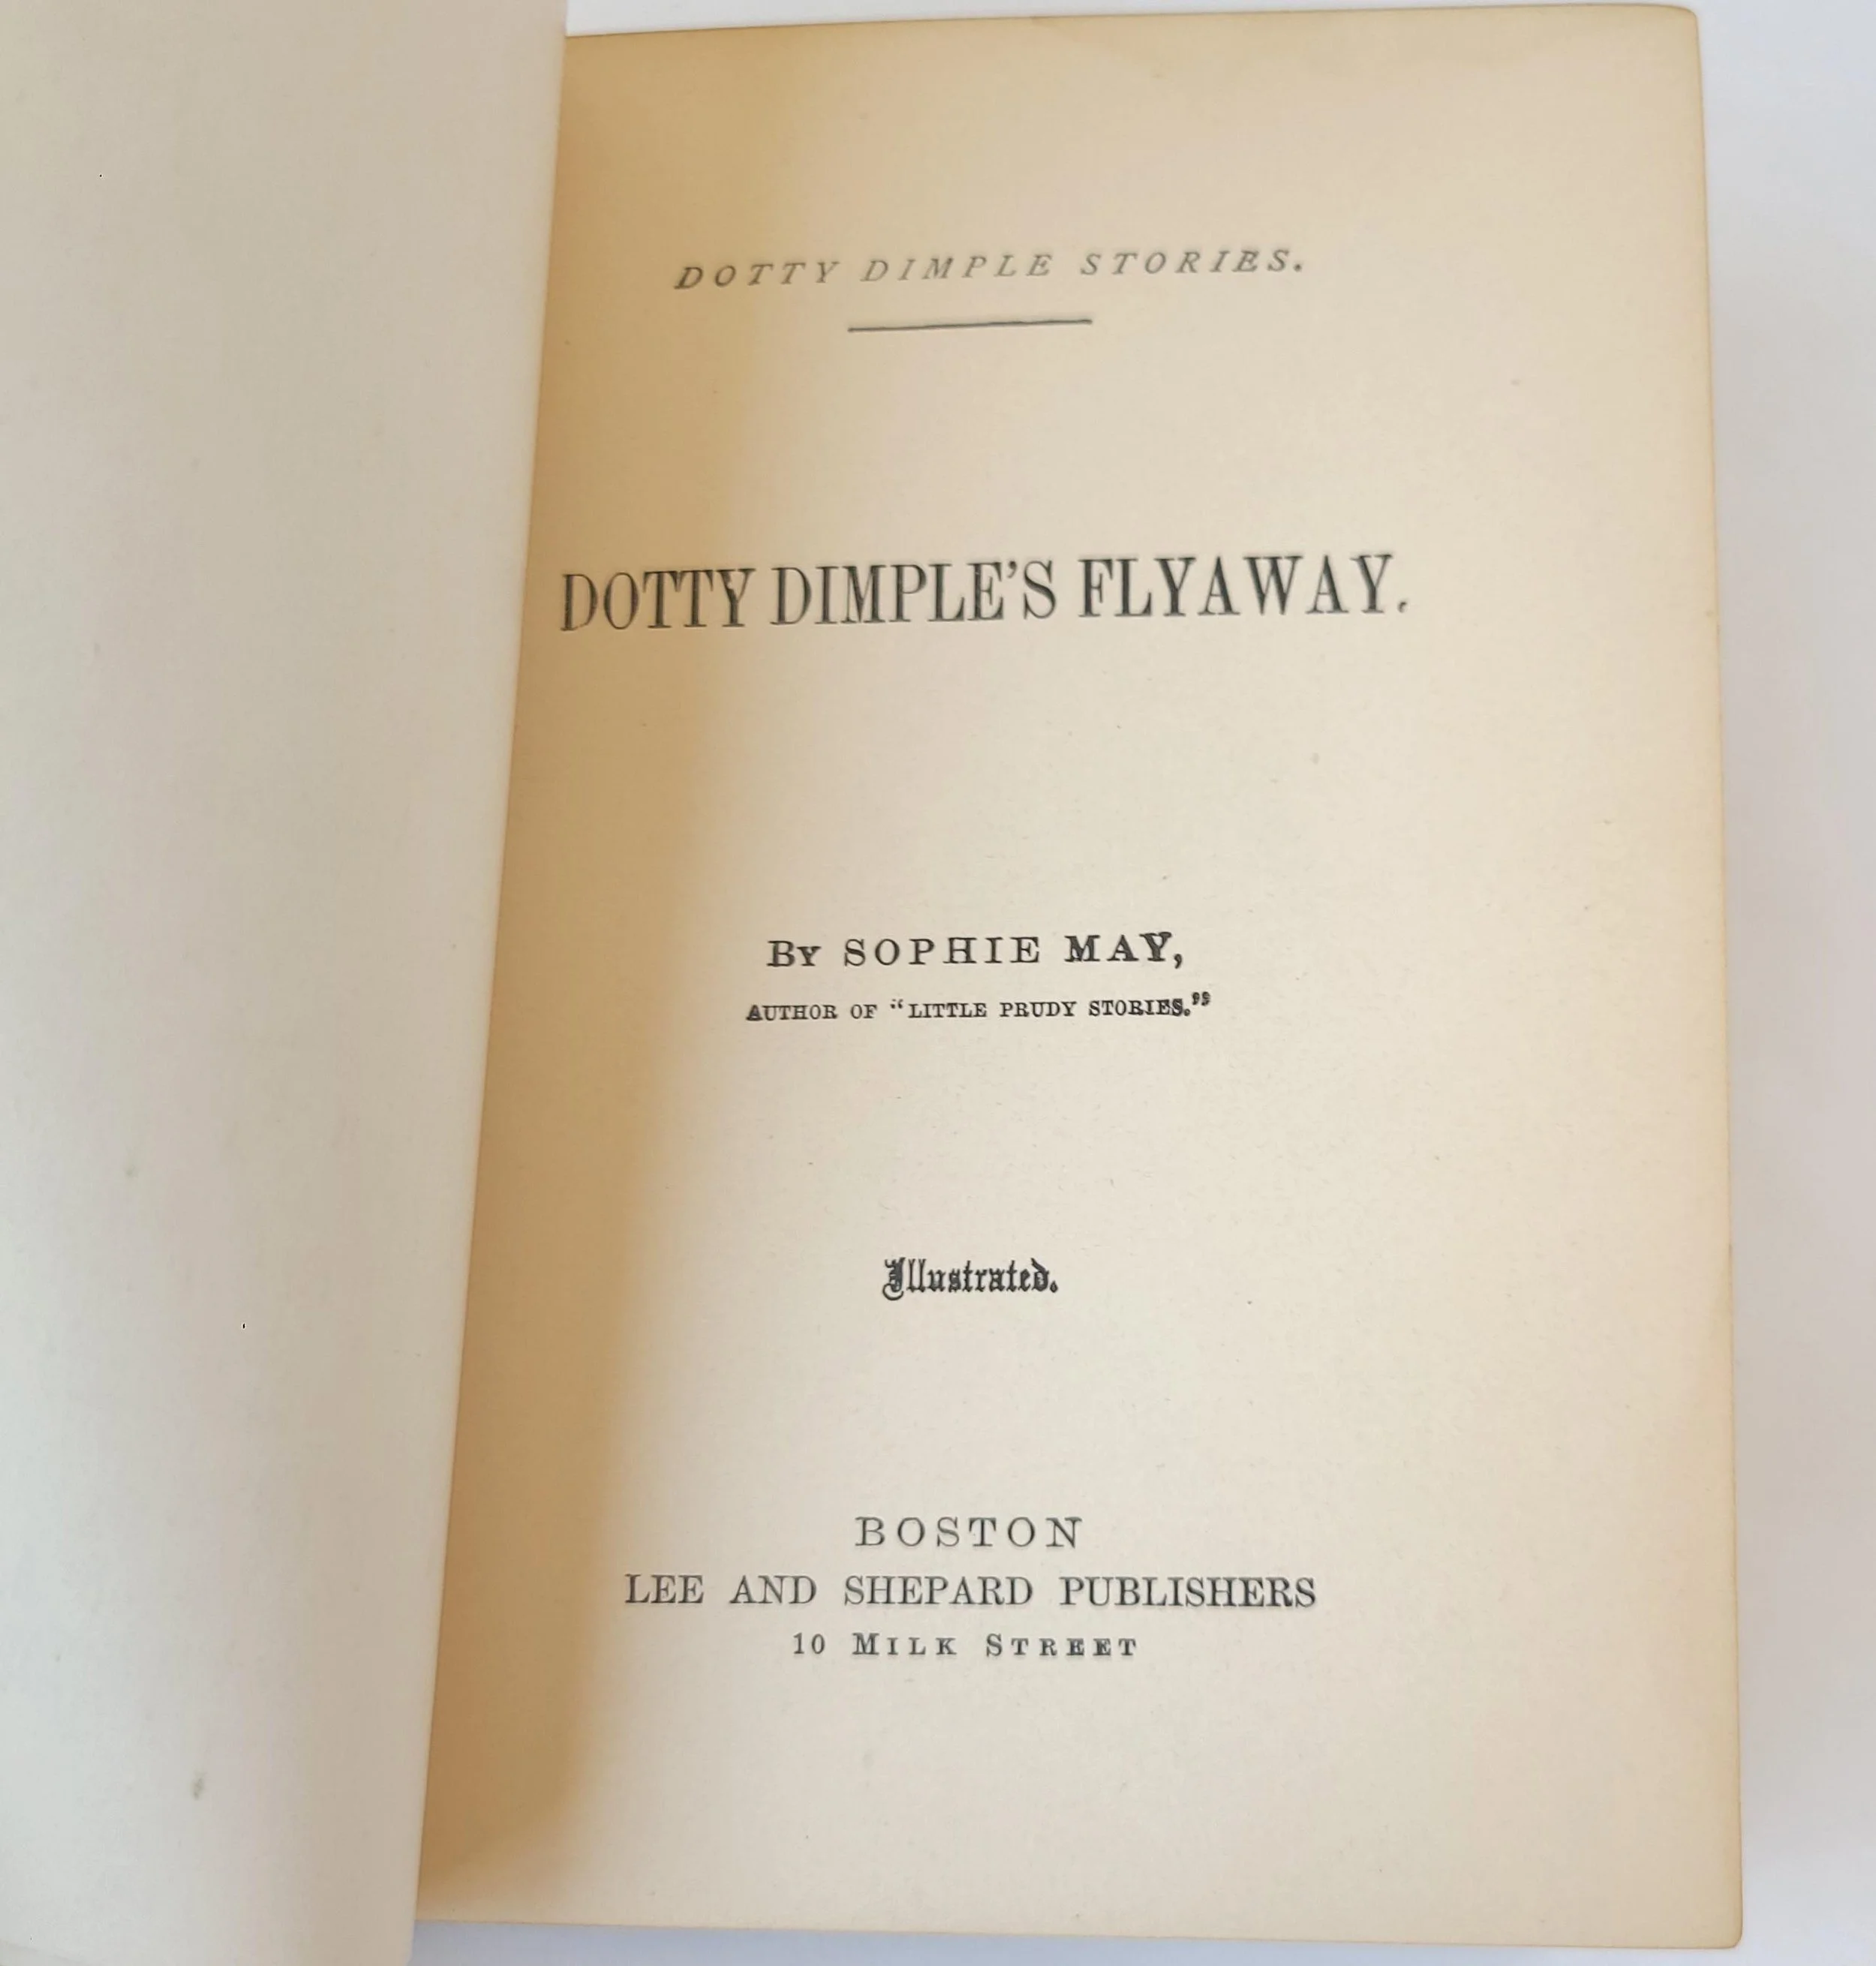 DOTTY DIMPLE STORIES.
DOTTY DIMPLE'S FLYAWAY.
By SOPHIE MAY,
AUTHOR OF "LITTLE PRUDY STORIES."
Illustrated.
BOSTON
LEE AND SHEPARD PUBLISHERS
10 MILK STREET